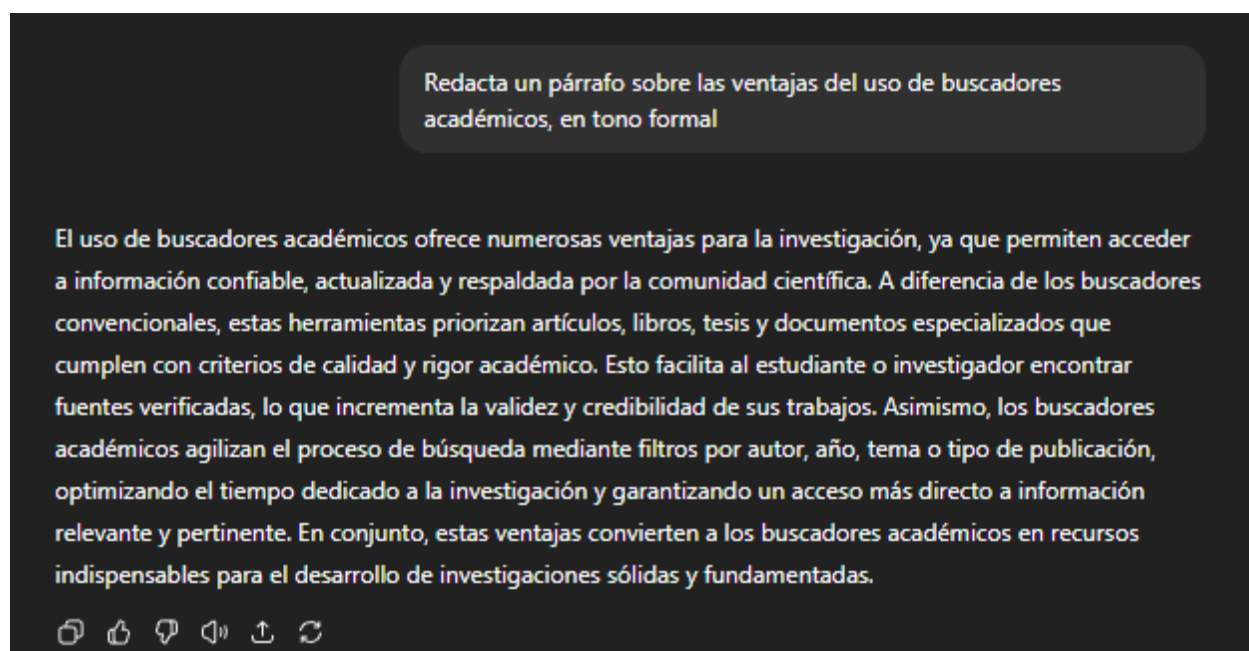 Redacta un párrafo sobre las ventajas del uso de buscadores
académicos, en tono formal
El uso de buscadores académicos ofrece numerosas ventajas para la investigación, ya que permiten acceder
a información confiable, actualizada y respaldada por la comunidad científica. A diferencia de los buscadores
convencionales, estas herramientas priorizan artículos, libros, tesis y documentos especializados que
cumplen con criterios de calidad y rigor académico. Esto facilita al estudiante o investigador encontrar
fuentes verificadas, lo que incrementa la validez y credibilidad de sus trabajos. Asimismo, los buscadores
académicos agilizan el proceso de búsqueda mediante filtros por autor, año, tema o tipo de publicación,
optimizando el tiempo dedicado a la investigación y garantizando un acceso más directo a información
relevante y pertinente. En conjunto, estas ventajas convierten a los buscadores académicos en recursos
indispensables para el desarrollo de investigaciones sólidas y fundamentadas.